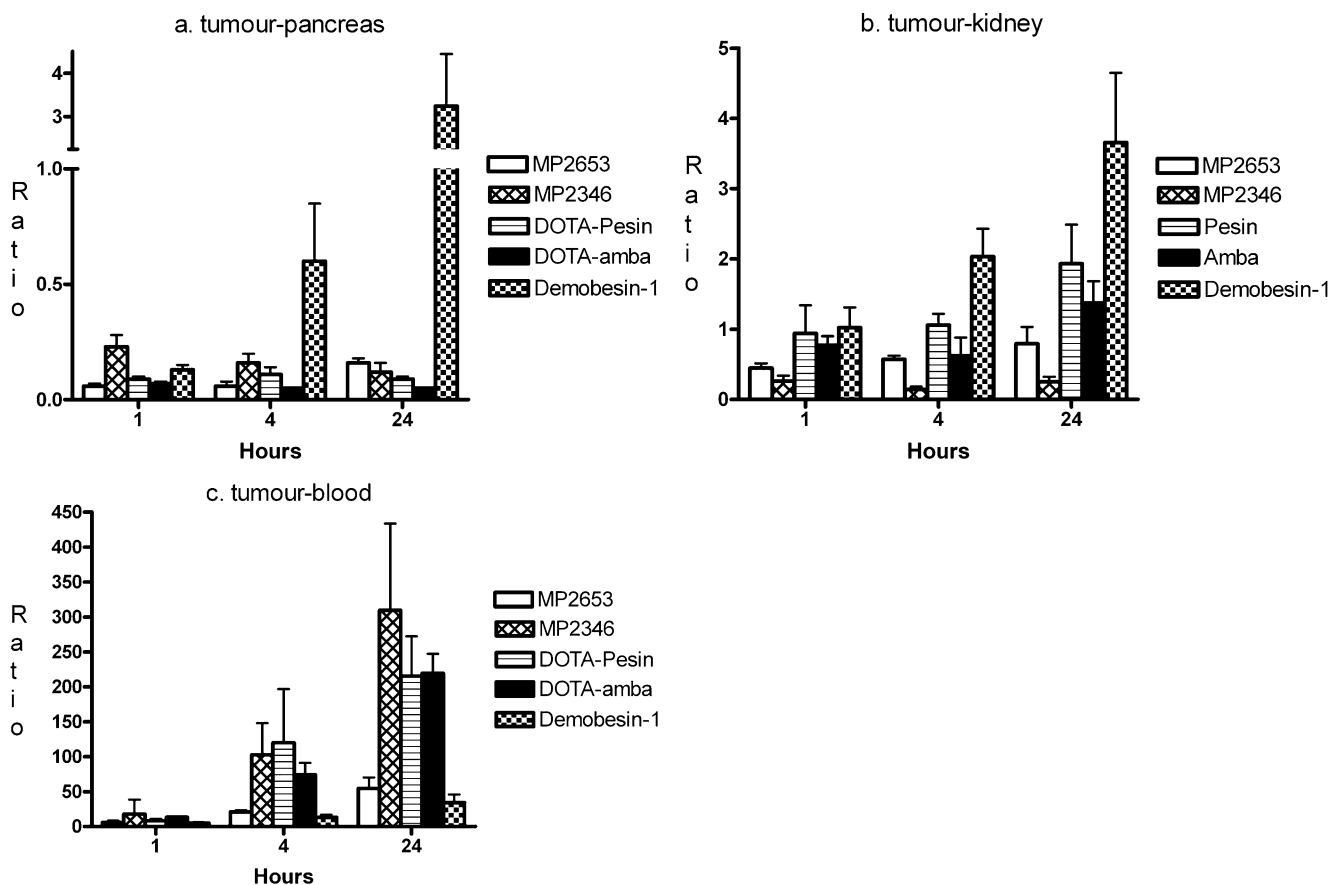 a. tumour-pancreas
4
3
1.0
0.5
0.0
Ratio
1 4 24
Hours
MP2653
MP2346
DOTA-Pesin
DOTA-amba
Demobesin-1
b. tumour-kidney
5
4
3
2
1
0
Ratio
1 4 24
Hours
MP2653
MP2346
Pesin
Amba
Demobesin-1
c. tumour-blood
450
400
350
300
250
200
150
100
50
0
Ratio
1 4 24
Hours
MP2653
MP2346
DOTA-Pesin
DOTA-amba
Demobesin-1